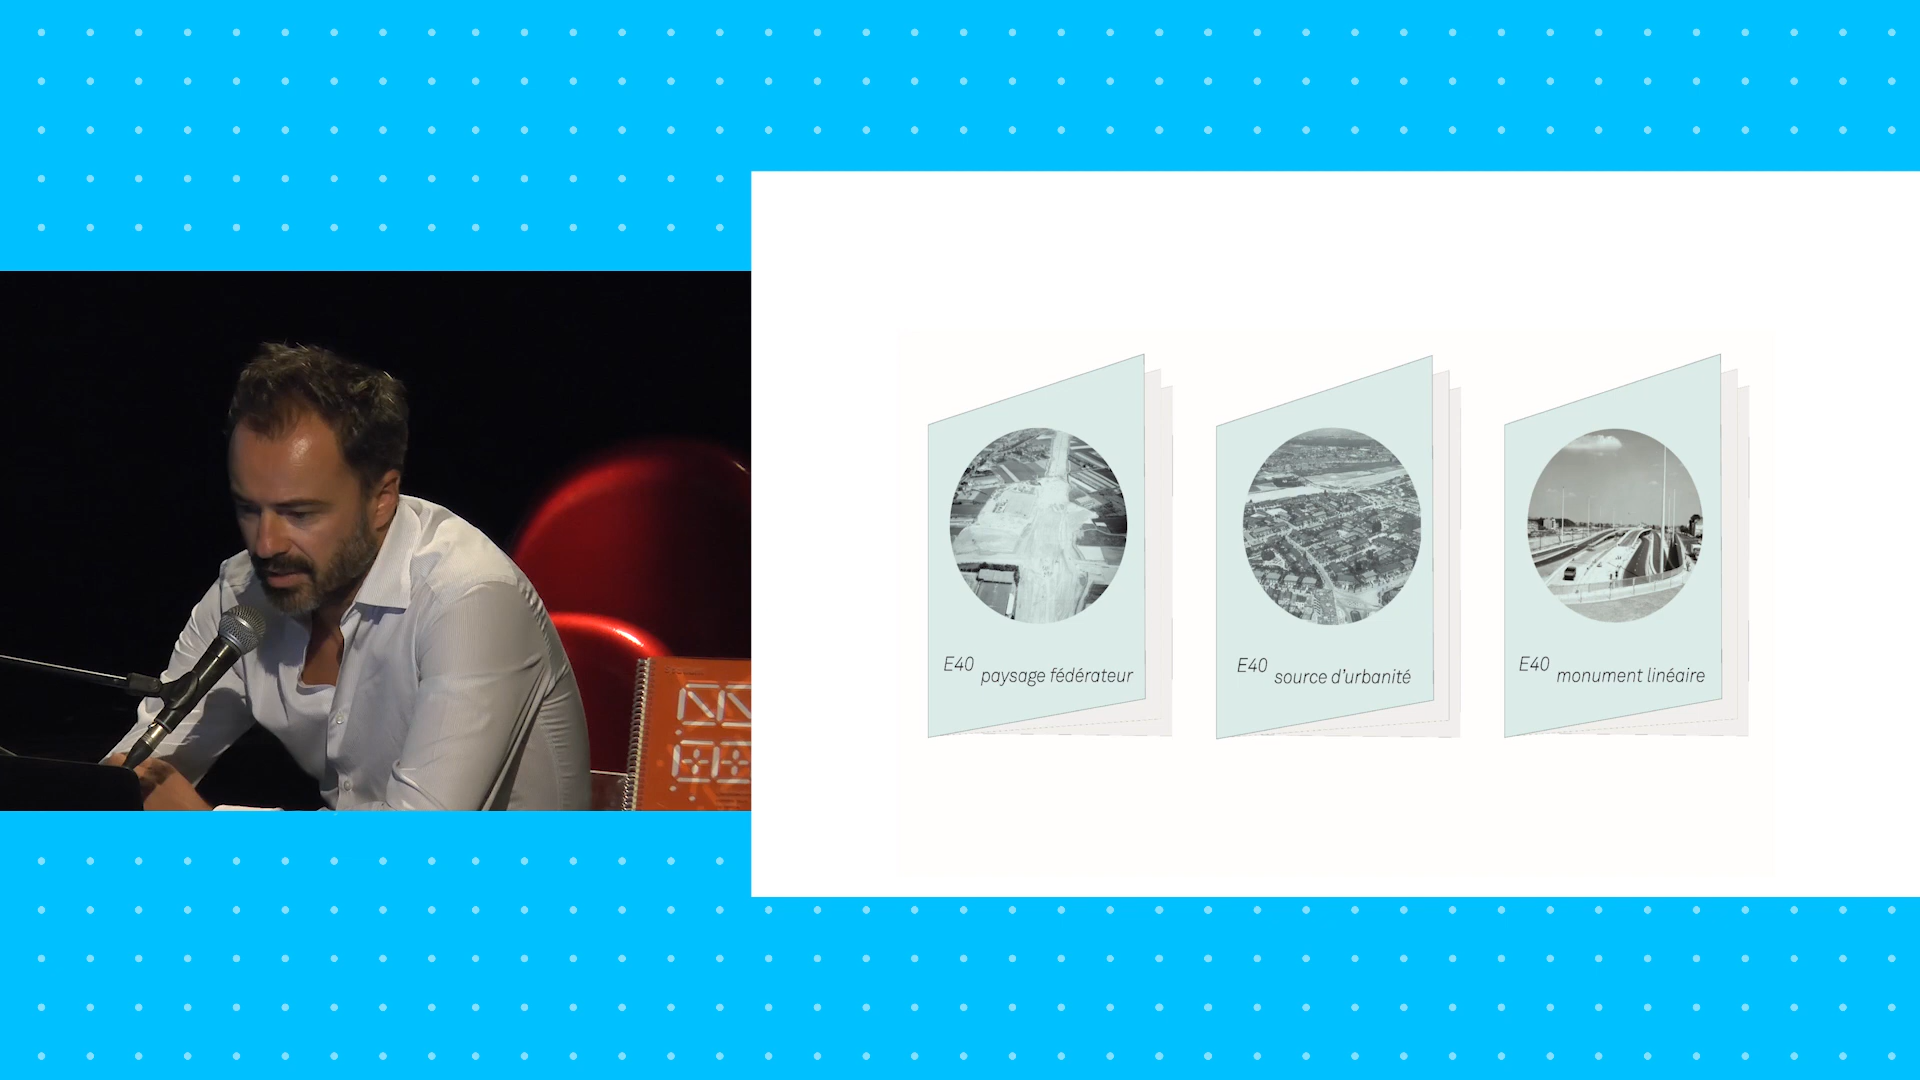 E40 paysage fédérateur
E40 source d'urbanité
E40 monument linéaire